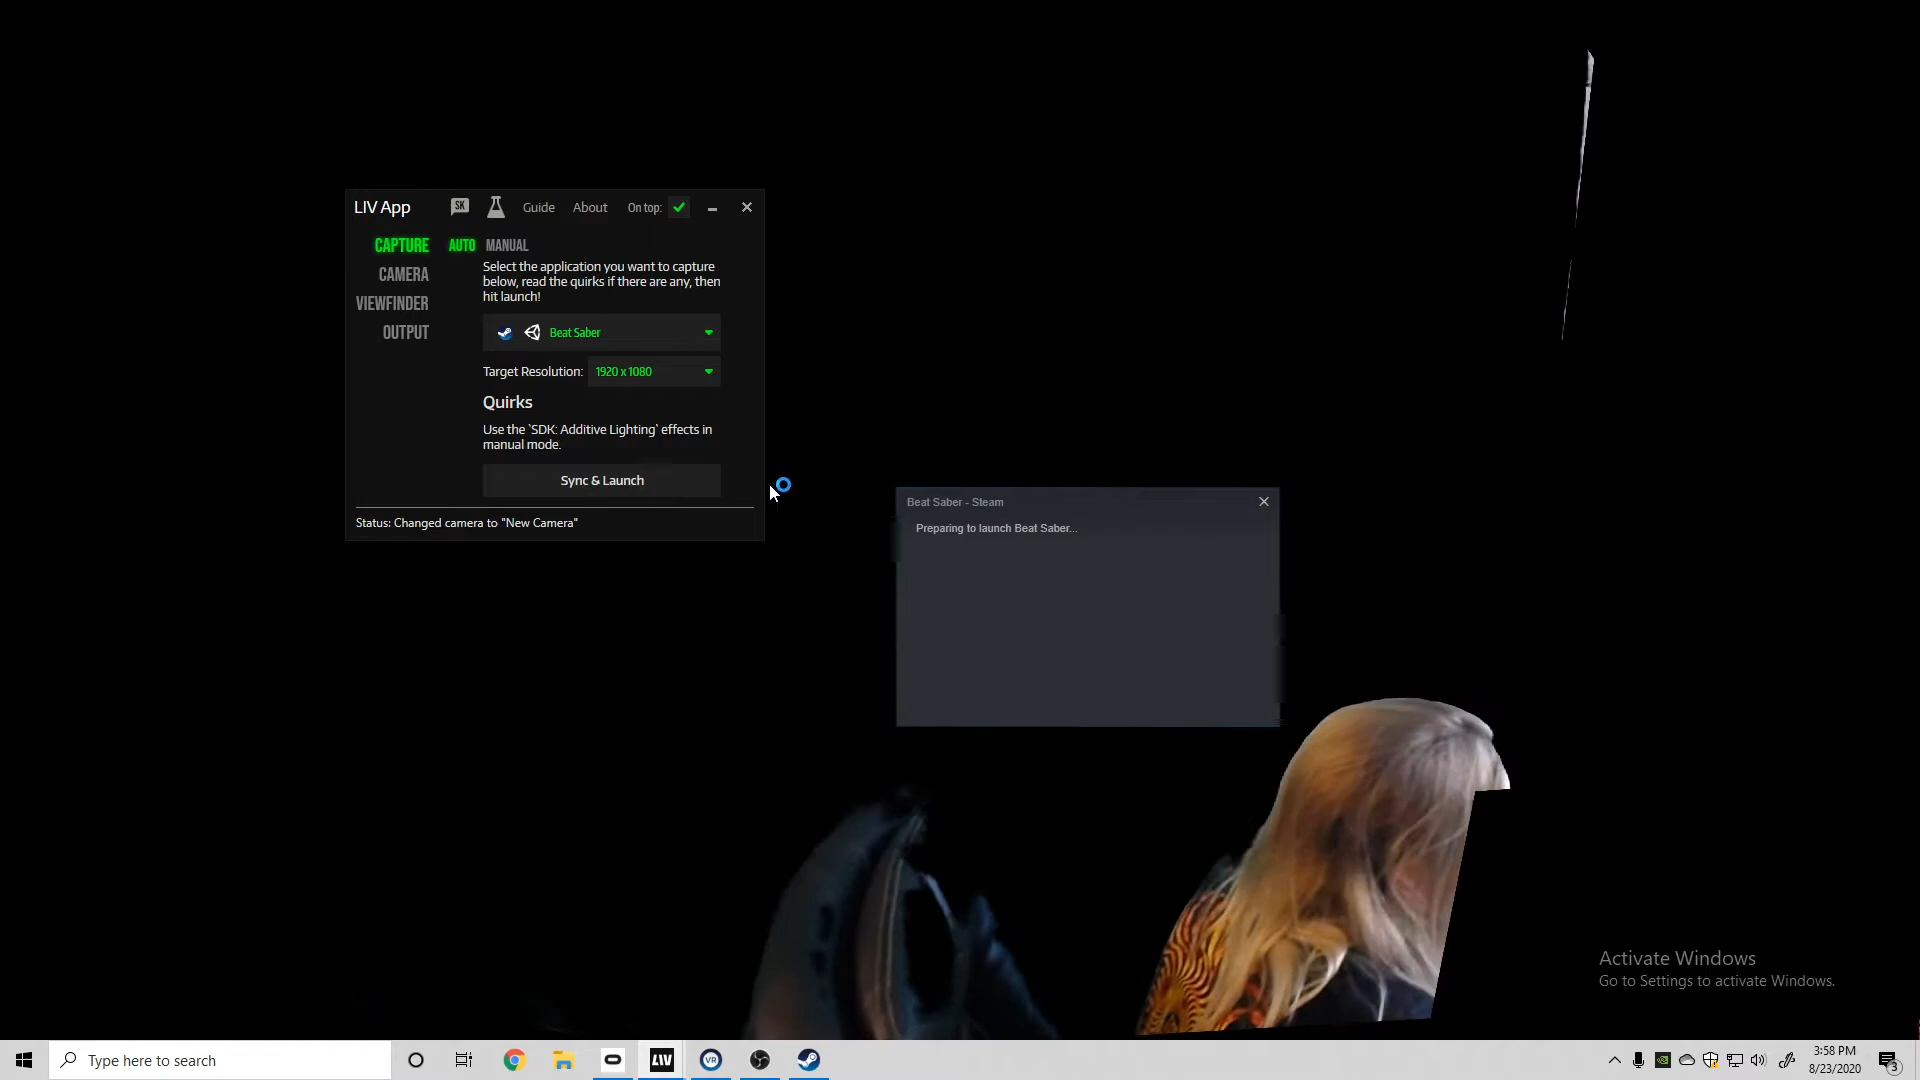 LIV App
SK
Guide
About
On top:
CAPTURE
CAMERA
VIEWFINDER
OUTPUT
AUTO
MANUAL
Select the application you want to capture
below, read the quirks if there are any, then
hit launch!
Beat Saber
Target Resolution:
1920 x 1080
Quirks
Use the `SDK: Additive Lighting` effects in
manual mode.
Sync & Launch
Status: Changed camera to "New Camera"
Beat Saber - Steam
Preparing to launch Beat Saber...
Activate Windows
Go to Settings to activate Windows.
Type here to search
LIV
VR
3:58 PM
8/23/2020
3